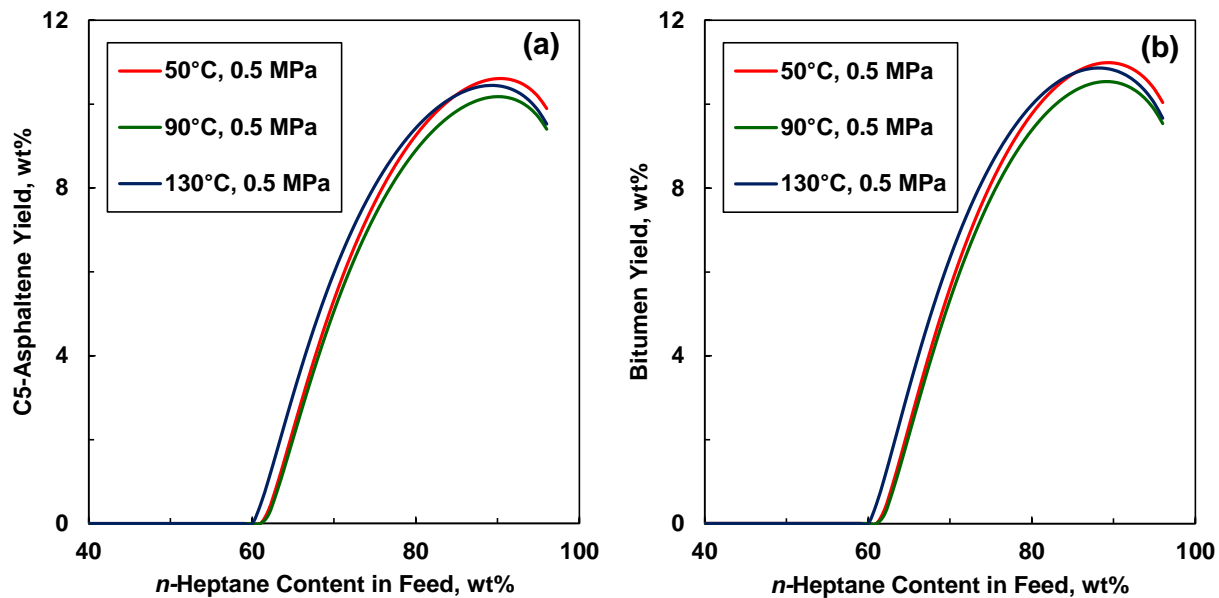 12
8
4
0
C5-Asphaltene Yield, wt%
(a)
50°C, 0.5 MPa
90°C, 0.5 MPa
130°C, 0.5 MPa
40
60
80
100
n-Heptane Content in Feed, wt%
12
8
4
0
Bitumen Yield, wt%
(b)
50°C, 0.5 MPa
90°C, 0.5 MPa
130°C, 0.5 MPa
40
60
80
100
n-Heptane Content in Feed, wt%